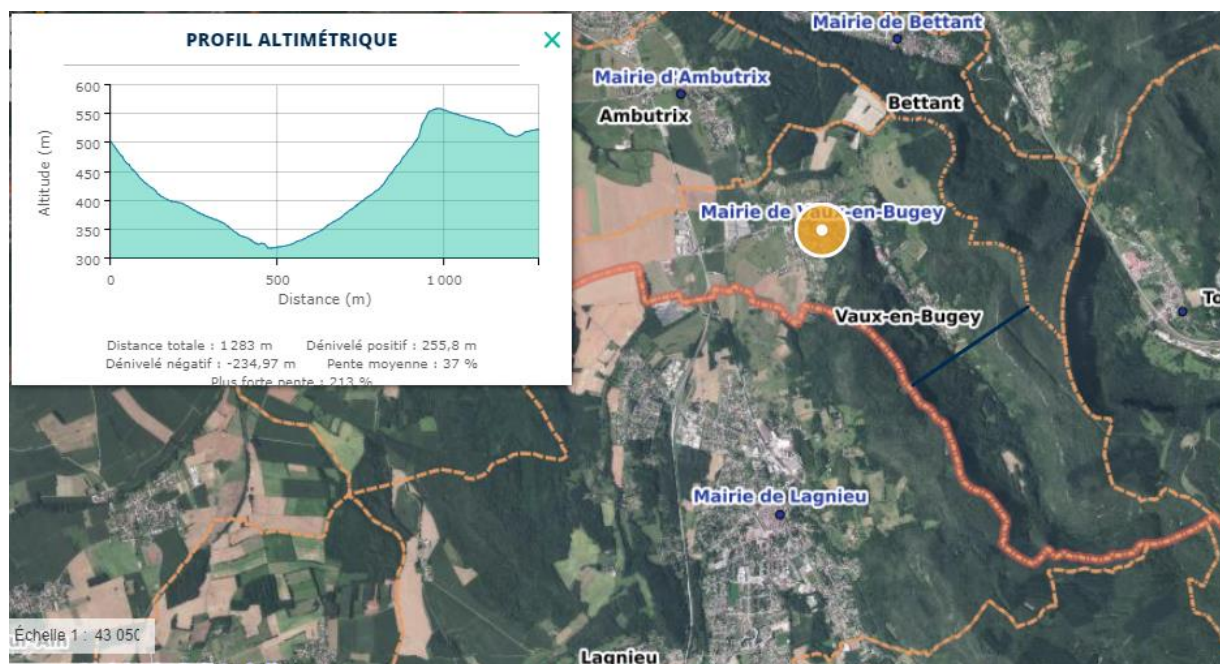 PROFIL ALTIMÉTRIQUE
600
550
500
450
400
350
300
Altitude (m)
0
500
1 000
Distance (m)
Distance totale : 1 283 m
Dénivelé positif : 255,8 m
Dénivelé négatif : -234,97 m
Pente moyenne : 37 %
Plus forte pente : 213 %
Mairie de Bettant
Mairie d'Ambutrix
Bettant
Ambutrix
Mairie de Vaux-en-Bugey
To
Vaux-en-Bugey
Mairie de Lagnieu
Échelle 1 : 43 050
Lagnieu